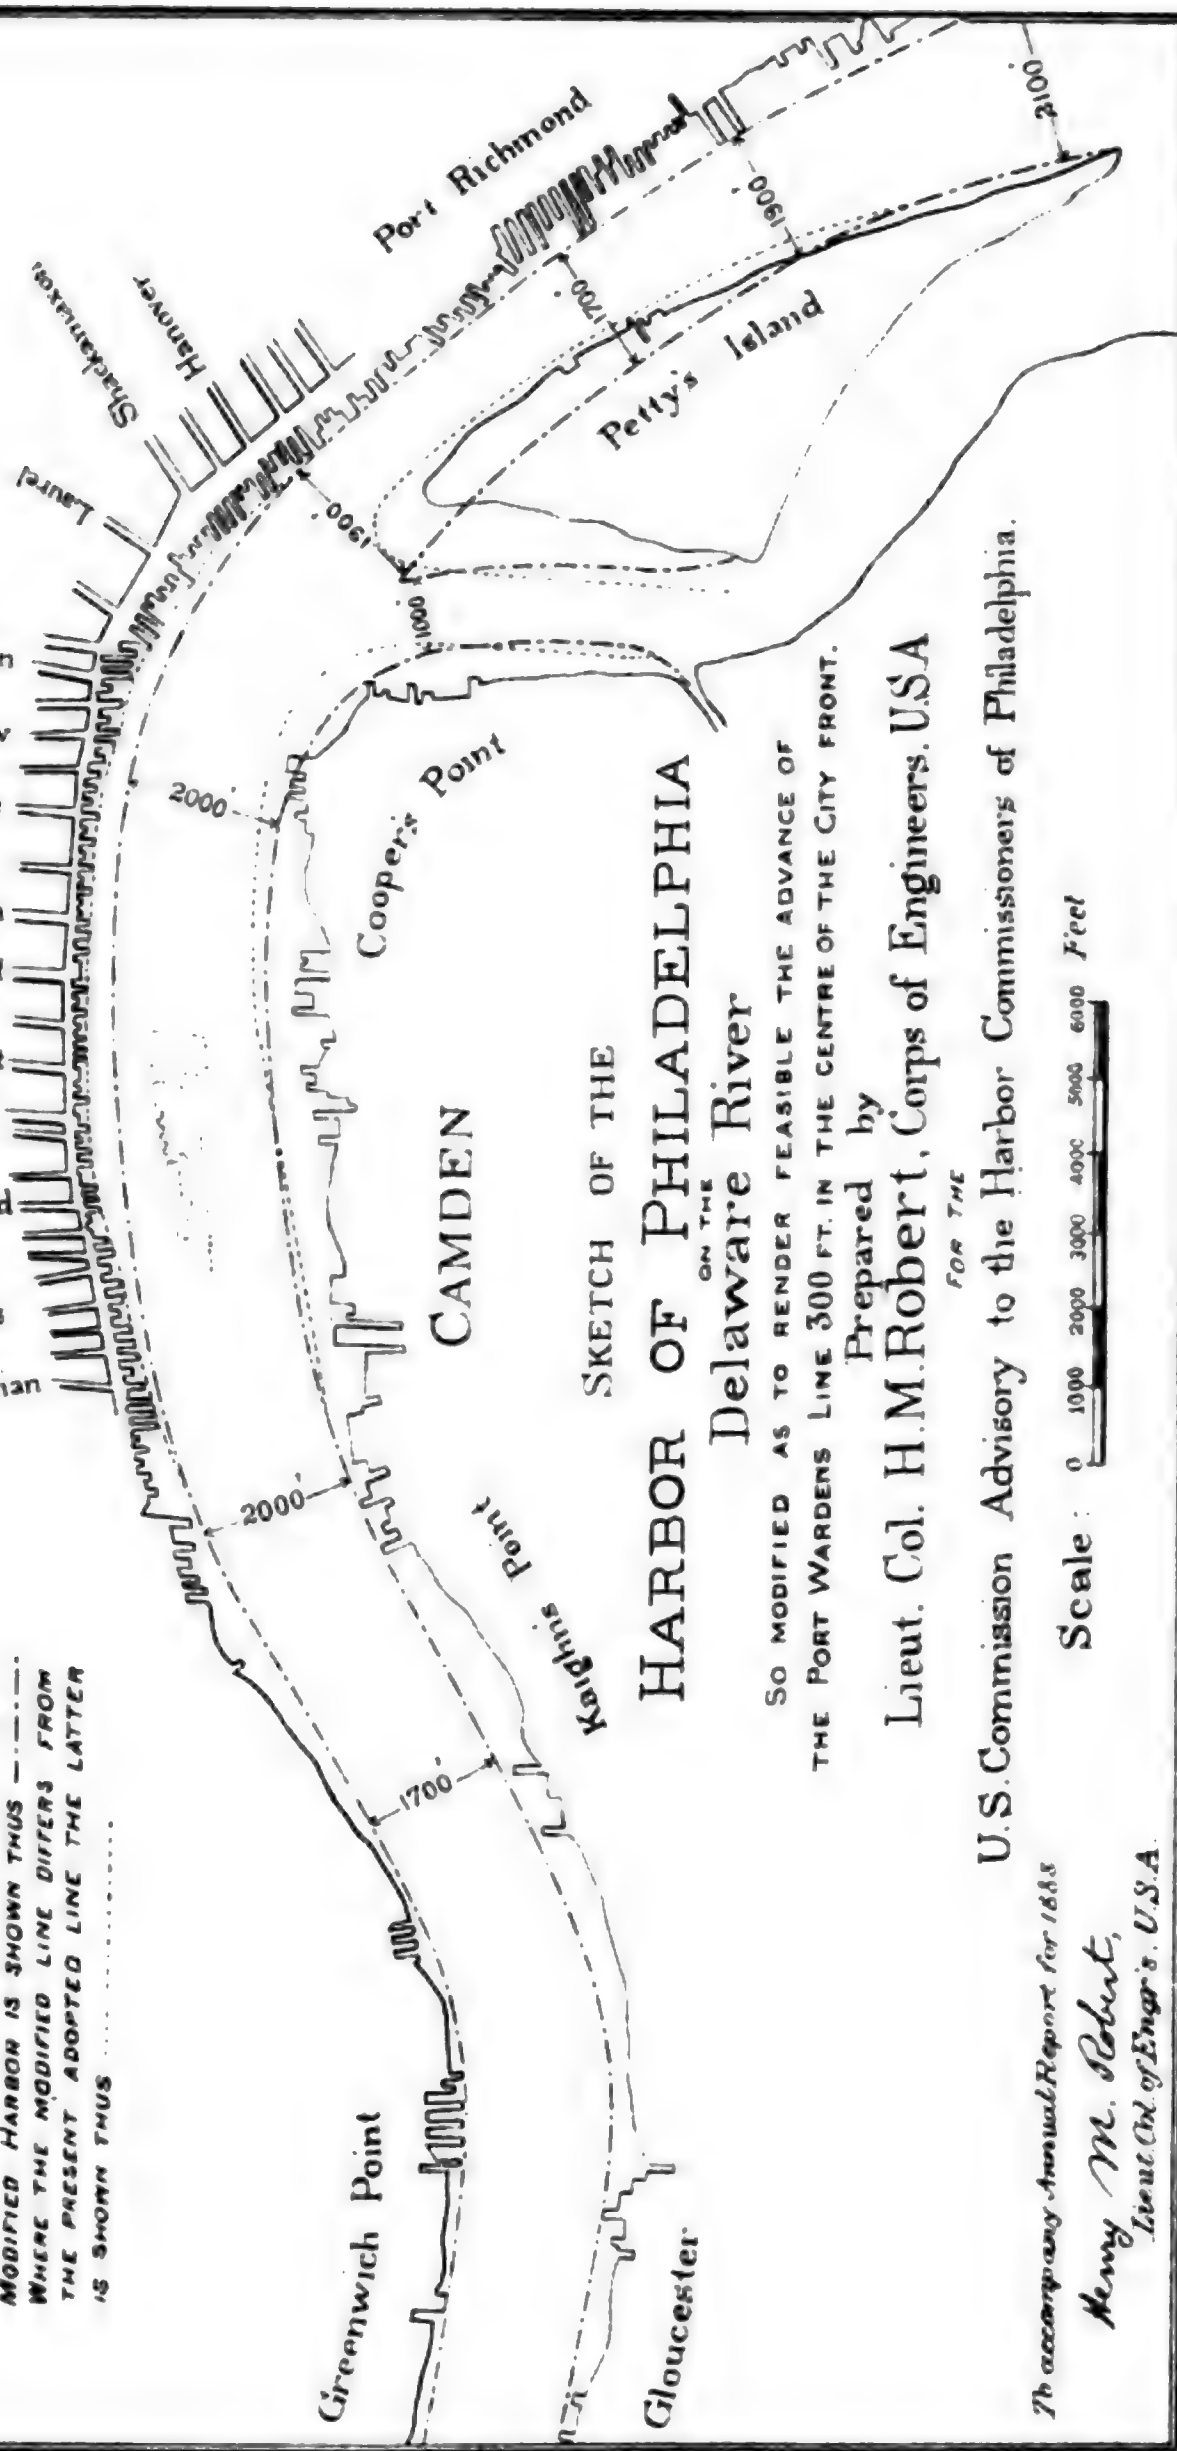 MODIFIED HARBOR IS SHOWN THUS
WHERE THE MODIFIED LINE DIFFERS FROM
THE PRESENT ADOPTED LINE THE LATTER
IS SHOWN THUS
Laurel
Shackamaxon
Hanover
Port Richmond
2100
1900
1700
Petty's Island
1900
1000
2000
Cooper's Point
CAMDEN
2000
Kaighn's Point
1700
Greenwich Point
Gloucester
SKETCH OF THE
HARBOR OF PHILADELPHIA
ON THE
Delaware River
SO MODIFIED AS TO RENDER FEASIBLE THE ADVANCE OF
THE PORT WARDENS LINE 300 FT. IN THE CENTRE OF THE CITY FRONT.
Prepared by
Lieut. Col. H.M. Robert, Corps of Engineers. U.S.A
FOR THE
U.S. Commission Advisory to the Harbor Commissioners of Philadelphia.
Scale: 0 1000 2000 3000 4000 5000 6000 Feet
To accompany Annual Report for 1888
Henry M. Robert,
Lieut. Col. of Engr's. U.S.A.